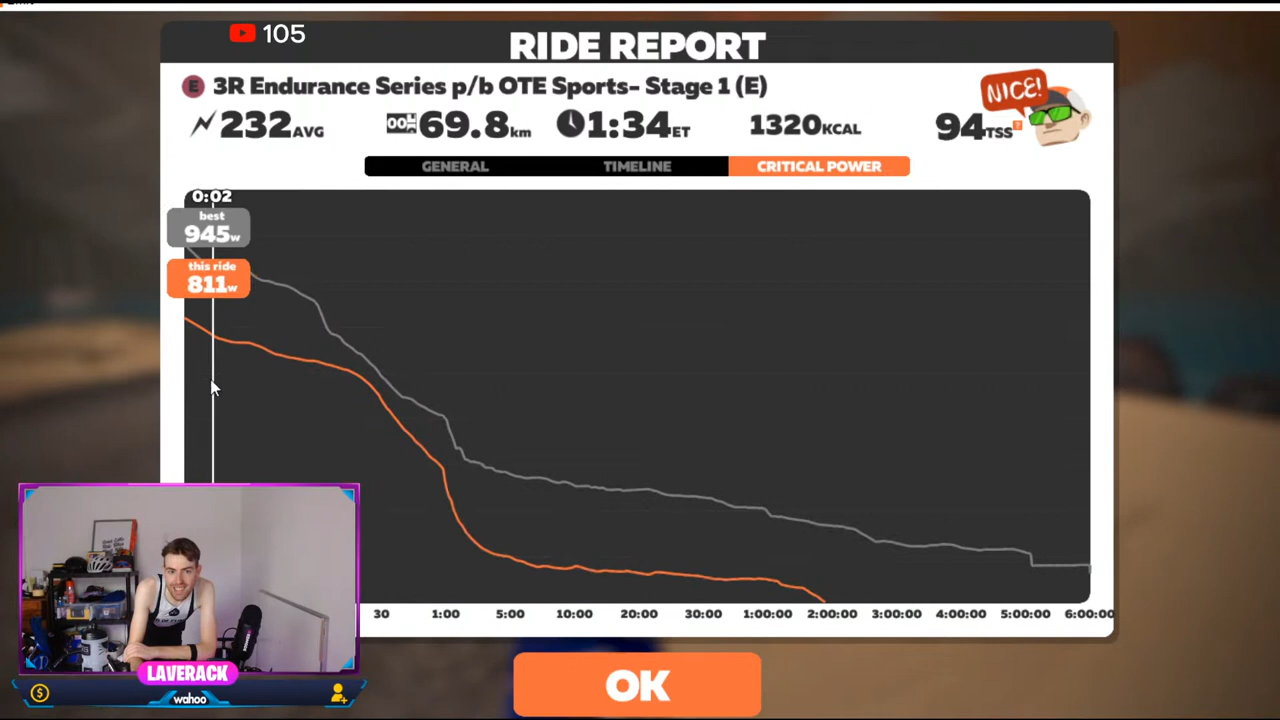 105
RIDE REPORT
E 3R Endurance Series p/b OTE Sports- Stage 1 (E)
NICE!
232AVG 69.8km 1:34ET 1320KCAL 94TSS
GENERAL TIMELINE CRITICAL POWER
0:02
best
945w
this ride
811w
30 1:00 5:00 10:00 20:00 30:00 1:00:00 2:00:00 3:00:00 4:00:00 5:00:00 6:00:00
LAVERACK
wahoo
OK